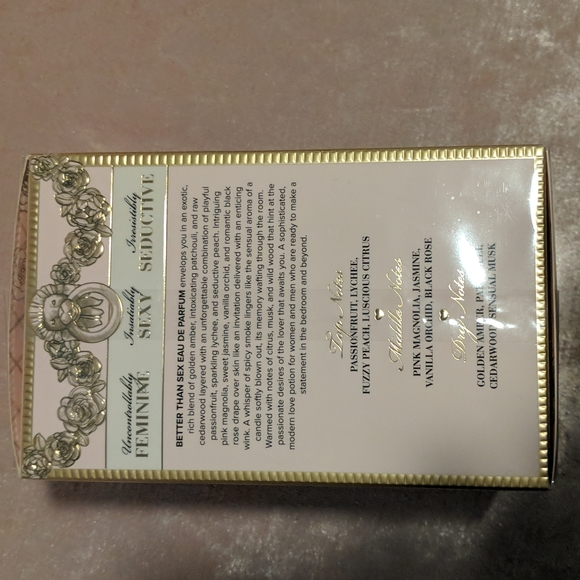 Uncontrollably Insatiably Irresistibly
FEMININE SEXY SEDUCTIVE
BETTER THAN SEX EAU DE PARFUM envelops you in an exotic,
rich blend of golden amber, intoxicating patchouli, and raw
cedarwood layered with an unforgettable combination of playful
passionfruit, sparkling lychee, and seductive peach. Intriguing
pink magnolia, sweet jasmine, vanilla orchid, and romantic black
rose drape over skin like an invitation delivered with an enticing
wink. A whisper of spicy smoke lingers like the sensual aroma of a
candle softly blown out, its memory wafting through the room.
Warmed with notes of citrus, musk, and wild wood that hint at the
passionate desires of the lover that awaits you. A sophisticated,
modern love potion for women and men who are ready to make a
statement in the bedroom and beyond.
Top Notes
PASSIONFRUIT, LYCHEE,
FUZZY PEACH, LUSCIOUS CITRUS
Middle Notes
PINK MAGNOLIA, JASMINE,
VANILLA ORCHID, BLACK ROSE
Deep Notes
GOLDEN AMBER,
CEDARWOOD, SENSUAL MUSK